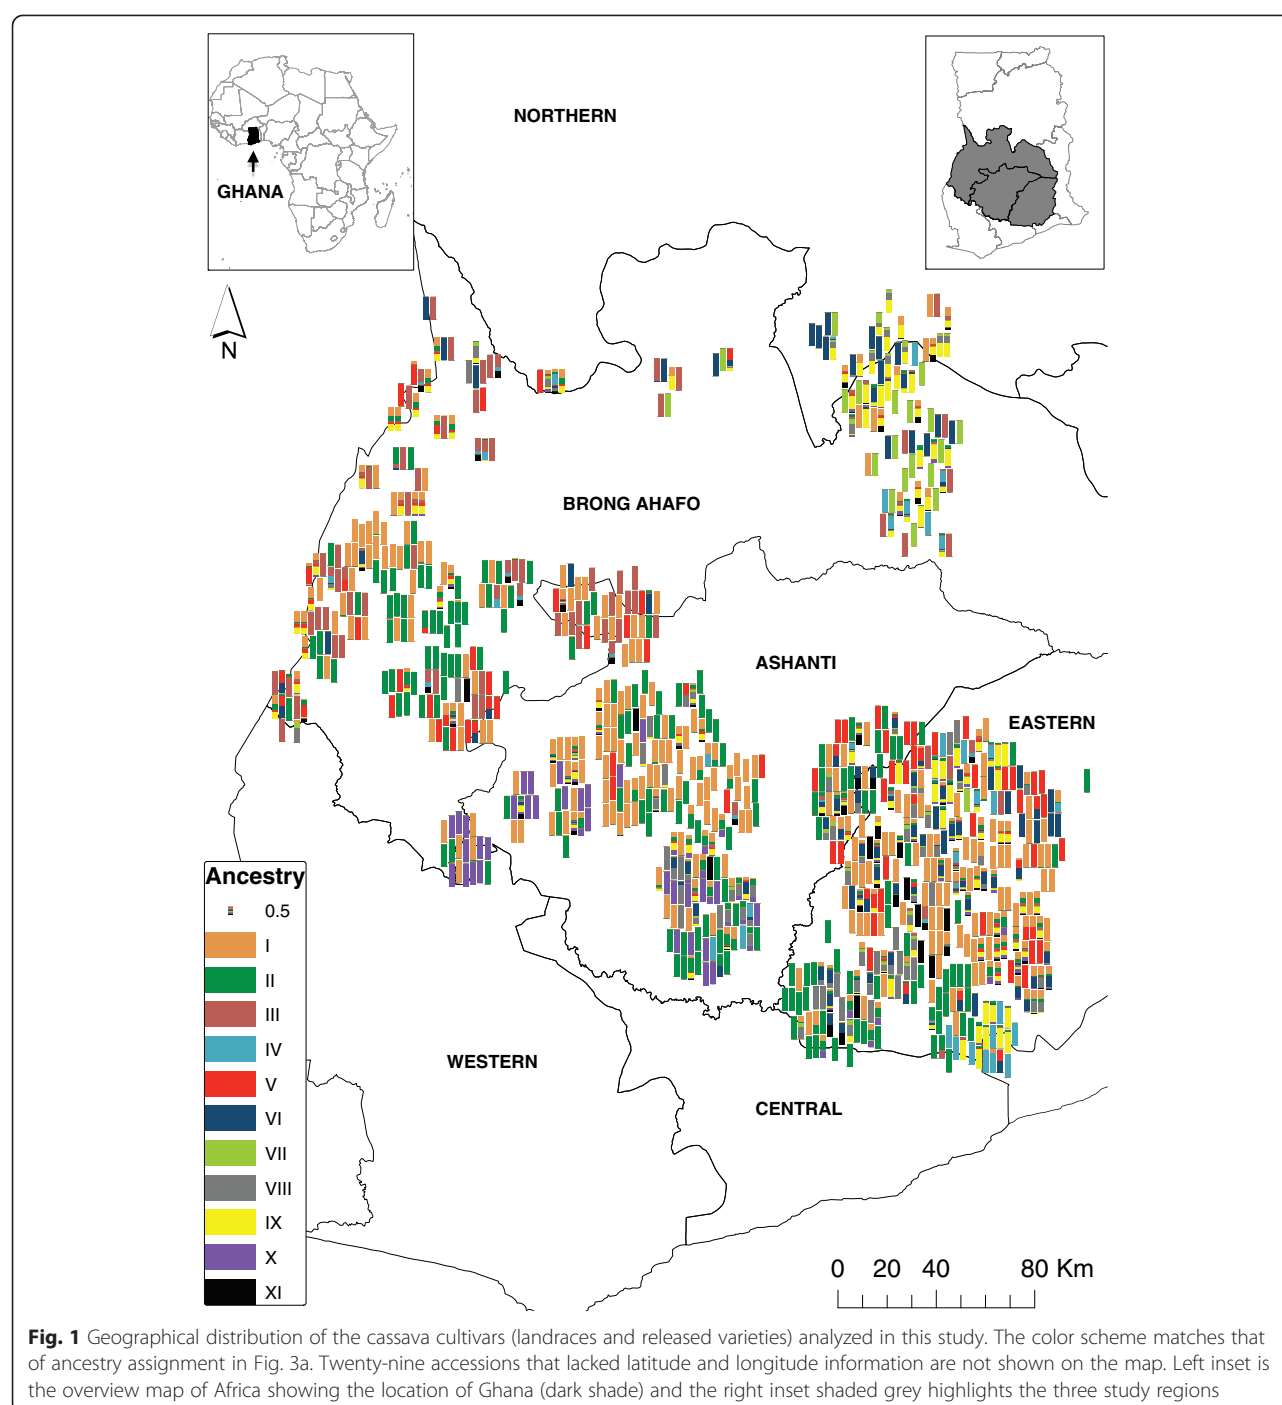 NORTHERN
GHANA
N
BRONG AHAFO
ASHANTI
EASTERN
Ancestry
0.5
I
II
III
IV
V
VI
VII
VIII
IX
X
XI
WESTERN
CENTRAL
0 20 40 80 Km
Fig. 1 Geographical distribution of the cassava cultivars (landraces and released varieties) analyzed in this study. The color scheme matches that
of ancestry assignment in Fig. 3a. Twenty-nine accessions that lacked latitude and longitude information are not shown on the map. Left inset is
the overview map of Africa showing the location of Ghana (dark shade) and the right inset shaded grey highlights the three study regions